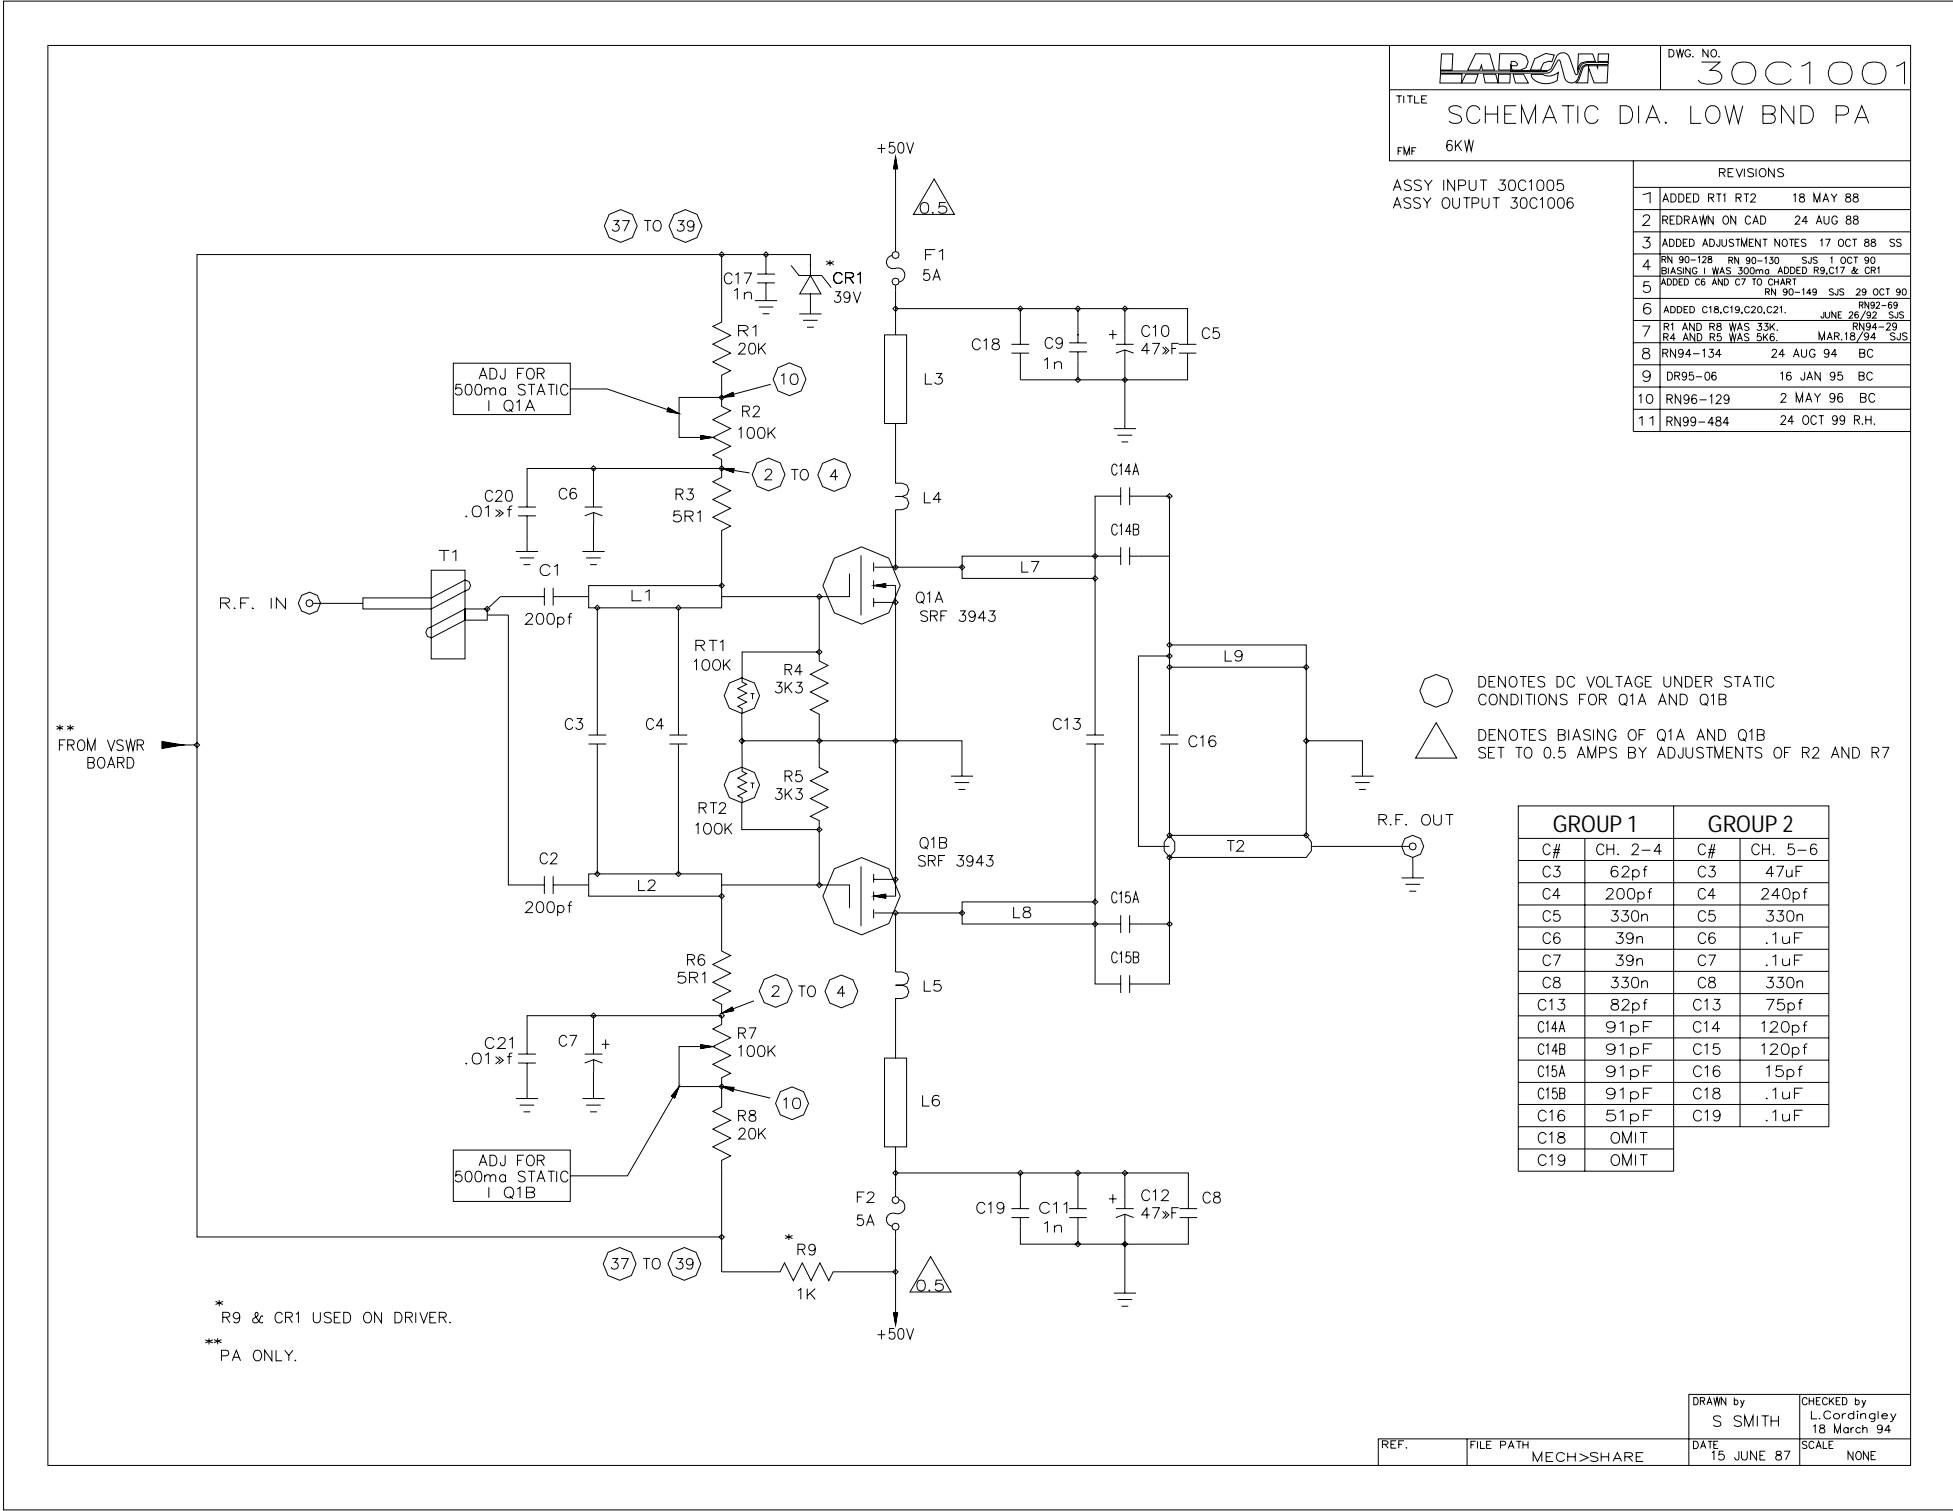 LARCAN
DWG. NO.
30C1001
TITLE
SCHEMATIC DIA. LOW BND PA
FMF 6KW
ASSY INPUT 30C1005
ASSY OUTPUT 30C1006
REVISIONS
1 ADDED RT1 RT2 18 MAY 88
2 REDRAWN ON CAD 24 AUG 88
3 ADDED ADJUSTMENT NOTES 17 OCT 88 SS
4 RN 90-128 RN 90-130 SJS 1 OCT 90
BIASING I WAS 300ma ADDED R9,C17 & CR1
5 ADDED C6 AND C7 TO CHART
RN 90-149 SJS 29 OCT 90
6 ADDED C18,C19,C20,C21. RN92-69
JUNE 26/92 SJS
7 R1 AND R8 WAS 33K. RN94-29
R4 AND R5 WAS 5K6. MAR.18/94 SJS
8 RN94-134 24 AUG 94 BC
9 DR95-06 16 JAN 95 BC
10 RN96-129 2 MAY 96 BC
11 RN99-484 24 OCT 99 R.H.
+50V
0.5
37 TO 39
F1
5A
C17
1n
*
CR1
39V
R1
20K
ADJ FOR
500ma STATIC
I Q1A
10
R2
100K
L3
C18
C9
1n
+
C10
47»F
C5
2 TO 4
C20
.01»f
C6
R3
5R1
L4
C14A
C14B
T1
R.F. IN
C1
200pf
L1
Q1A
SRF 3943
L7
RT1
100K
T
R4
3K3
C3
C4
C13
C16
L9
**
FROM VSWR
BOARD
RT2
100K
T
R5
3K3
DENOTES DC VOLTAGE UNDER STATIC
CONDITIONS FOR Q1A AND Q1B
DENOTES BIASING OF Q1A AND Q1B
SET TO 0.5 AMPS BY ADJUSTMENTS OF R2 AND R7
C2
200pf
L2
Q1B
SRF 3943
L8
C15A
C15B
T2
R.F. OUT
R6
5R1
2 TO 4
L5
C21
.01»f
C7
+
R7
100K
10
R8
20K
L6
ADJ FOR
500ma STATIC
I Q1B
F2
5A
C19
C11
1n
+
C12
47»F
C8
37 TO 39
*
R9
1K
0.5
+50V
GROUP 1 GROUP 2
C# CH. 2-4 C# CH. 5-6
C3 62pf C3 47uF
C4 200pf C4 240pf
C5 330n C5 330n
C6 39n C6 .1uF
C7 39n C7 .1uF
C8 330n C8 330n
C13 82pf C13 75pf
C14A 91pF C14 120pf
C14B 91pF C15 120pf
C15A 91pF C16 15pf
C15B 91pF C18 .1uF
C16 51pF C19 .1uF
C18 OMIT
C19 OMIT
*
R9 & CR1 USED ON DRIVER.
**
PA ONLY.
DRAWN by
S SMITH
CHECKED by
L.Cordingley
18 March 94
REF.
FILE PATH
MECH>SHARE
DATE
15 JUNE 87
SCALE
NONE